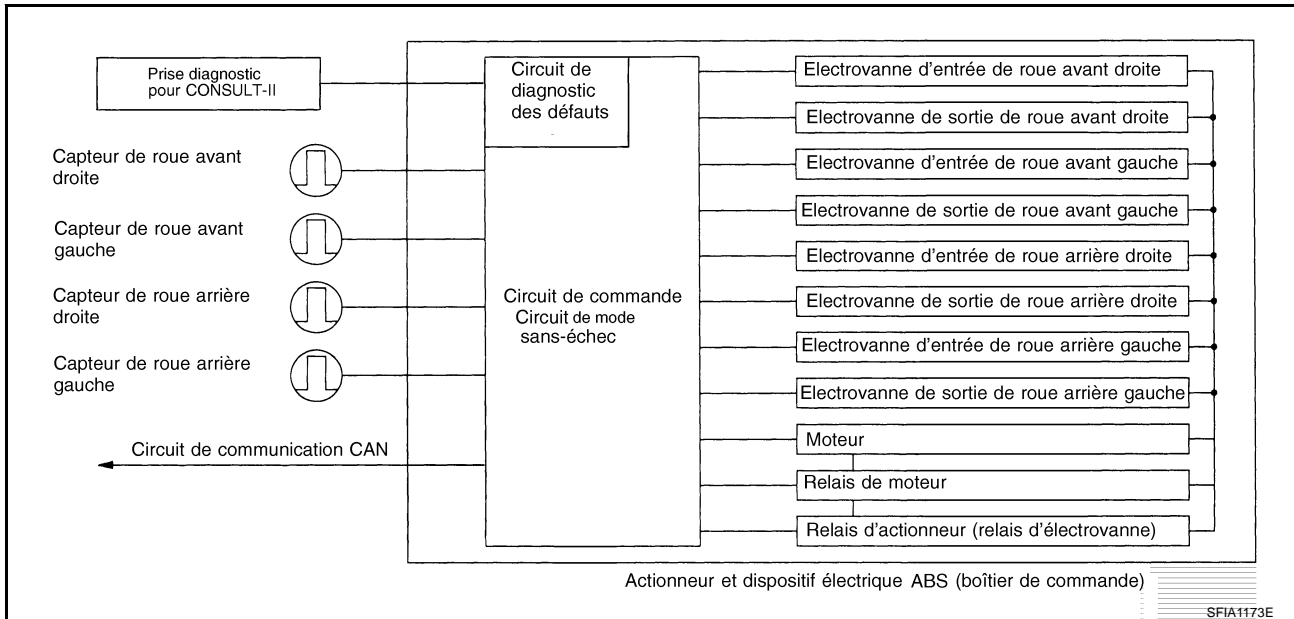 Prise diagnostic
pour CONSULT-II
Capteur de roue avant
droite
Capteur de roue avant
gauche
Capteur de roue arrière
droite
Capteur de roue arrière
gauche
Circuit de communication CAN
Circuit de
diagnostic
des défauts
Circuit de commande
Circuit de mode
sans-échec
Electrovanne d'entrée de roue avant droite
Electrovanne de sortie de roue avant droite
Electrovanne d'entrée de roue avant gauche
Electrovanne de sortie de roue avant gauche
Electrovanne d'entrée de roue arrière droite
Electrovanne de sortie de roue arrière droite
Electrovanne d'entrée de roue arrière gauche
Electrovanne de sortie de roue arrière gauche
Moteur
Relais de moteur
Relais d'actionneur (relais d'électrovanne)
Actionneur et dispositif électrique ABS (boîtier de commande)
SFIA1173E